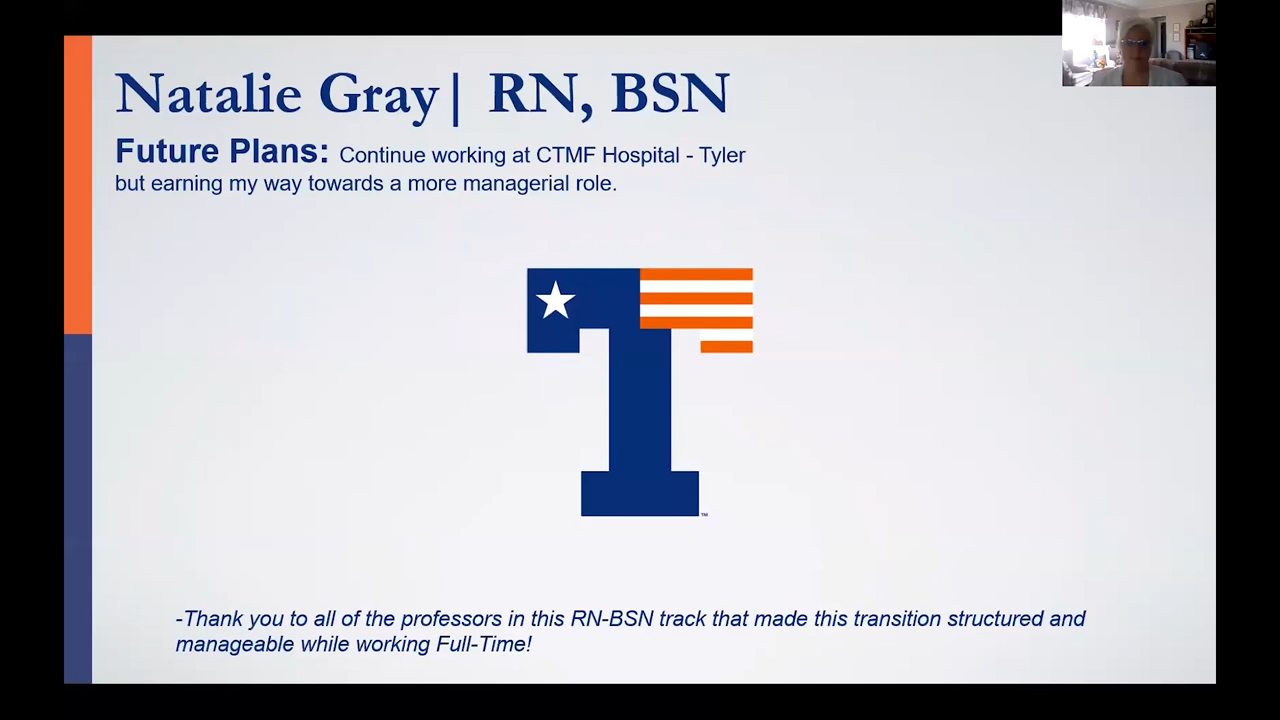 Natalie Gray| RN, BSN
Future Plans: Continue working at CTMF Hospital - Tyler
but earning my way towards a more managerial role.
T
™
-Thank you to all of the professors in this RN-BSN track that made this transition structured and
manageable while working Full-Time!